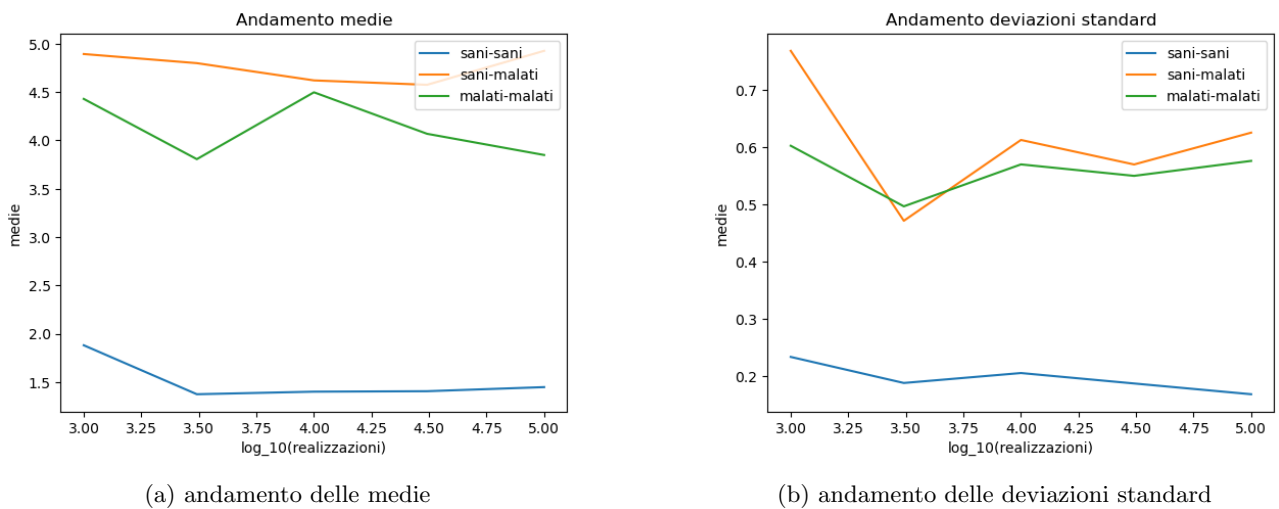 Andamento medie
5.0
4.5
4.0
3.5
3.0
2.5
2.0
1.5
medie
sani-sani
sani-malati
malati-malati
3.00 3.25 3.50 3.75 4.00 4.25 4.50 4.75 5.00
log_10(realizzazioni)
(a) andamento delle medie
Andamento deviazioni standard
0.7
0.6
0.5
0.4
0.3
0.2
medie
sani-sani
sani-malati
malati-malati
3.00 3.25 3.50 3.75 4.00 4.25 4.50 4.75 5.00
log_10(realizzazioni)
(b) andamento delle deviazioni standard